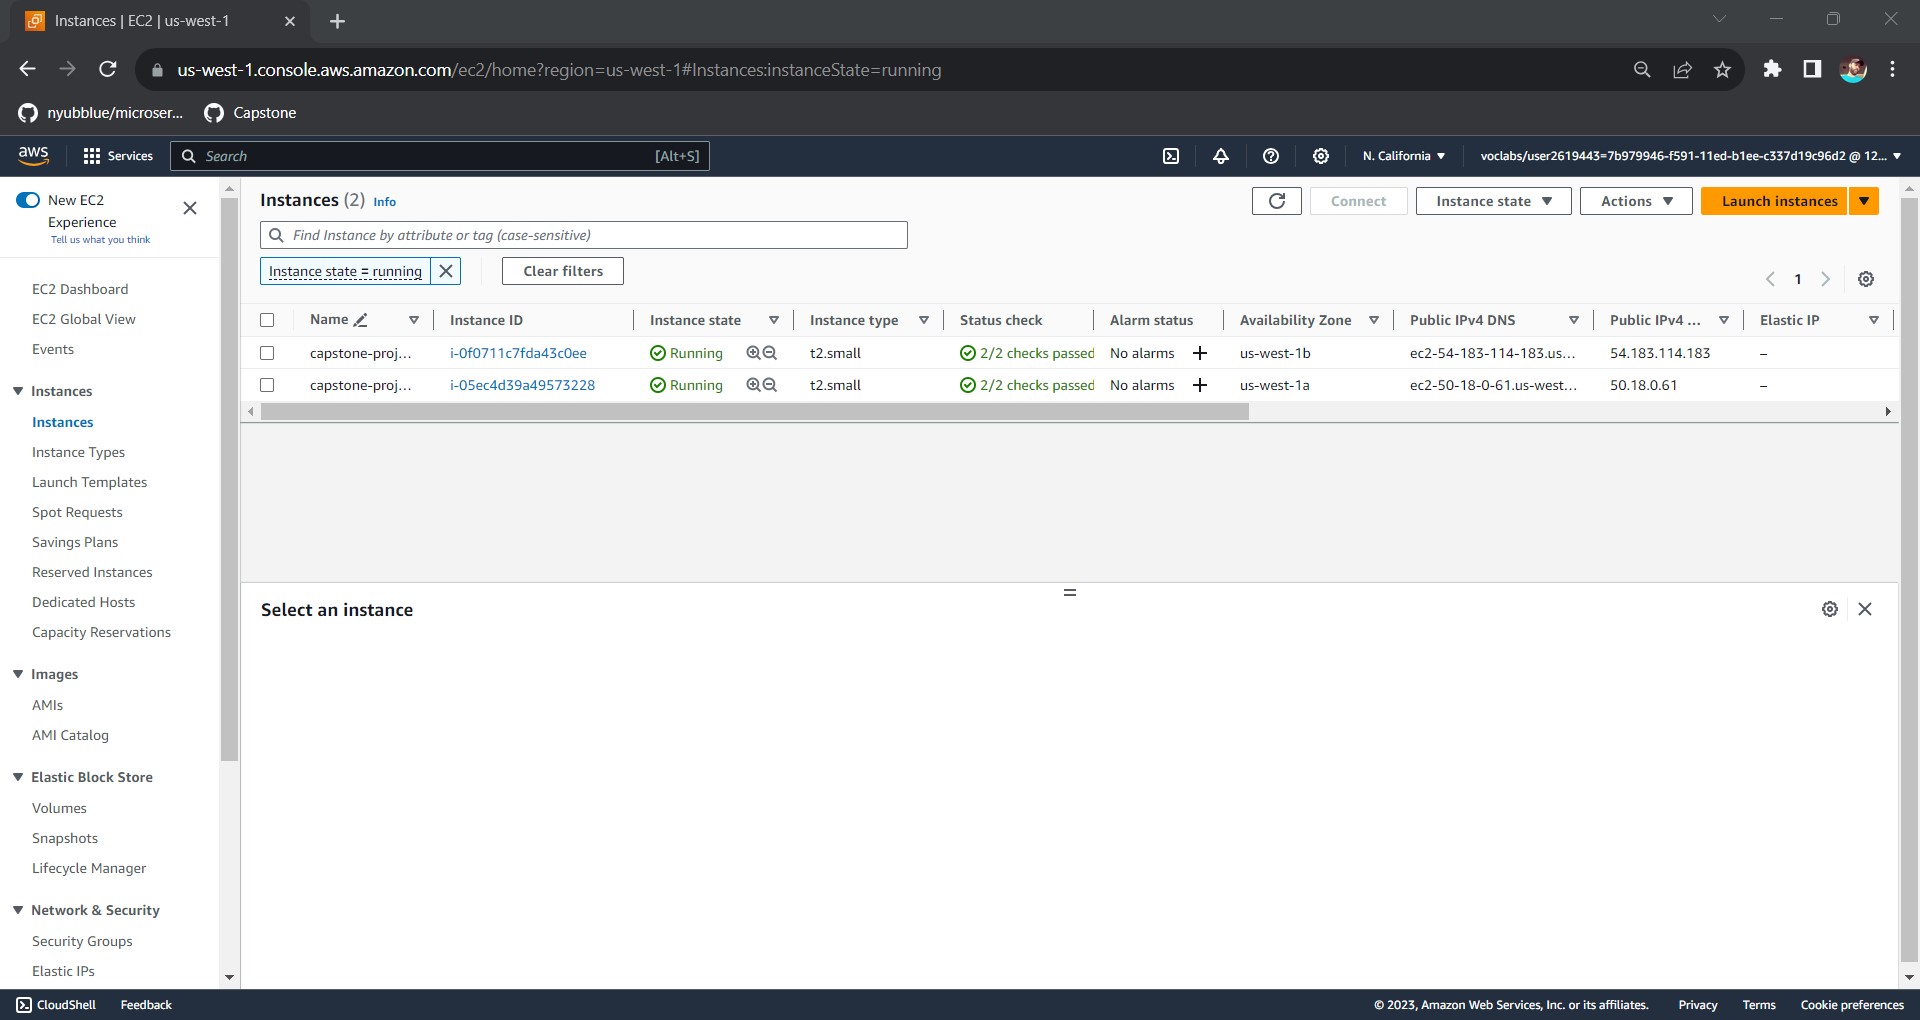 Instances | EC2 | us-west-1
us-west-1.console.aws.amazon.com/ec2/home?region=us-west-1#Instances:instanceState=running
nyubblue/microser... Capstone
aws Services Search [Alt+S] N. California voclabs/user2619443=7b979946-f591-11ed-b1ee-c337d19c96d2 @ 12...
New EC2
Experience
Tell us what you think
EC2 Dashboard
EC2 Global View
Events
Instances
Instances
Instance Types
Launch Templates
Spot Requests
Savings Plans
Reserved Instances
Dedicated Hosts
Capacity Reservations
Images
AMIs
AMI Catalog
Elastic Block Store
Volumes
Snapshots
Lifecycle Manager
Network & Security
Security Groups
Elastic IPs
Instances (2) Info Connect Instance state Actions Launch instances
Find Instance by attribute or tag (case-sensitive)
Instance state = running Clear filters 1
Name Instance ID Instance state Instance type Status check Alarm status Availability Zone Public IPv4 DNS Public IPv4 ... Elastic IP
capstone-proj... i-0f0711c7fda43c0ee Running t2.small 2/2 checks passed No alarms + us-west-1b ec2-54-183-114-183.us... 54.183.114.183 –
capstone-proj... i-05ec4d39a49573228 Running t2.small 2/2 checks passed No alarms + us-west-1a ec2-50-18-0-61.us-west... 50.18.0.61 –
Select an instance
CloudShell Feedback © 2023, Amazon Web Services, Inc. or its affiliates. Privacy Terms Cookie preferences